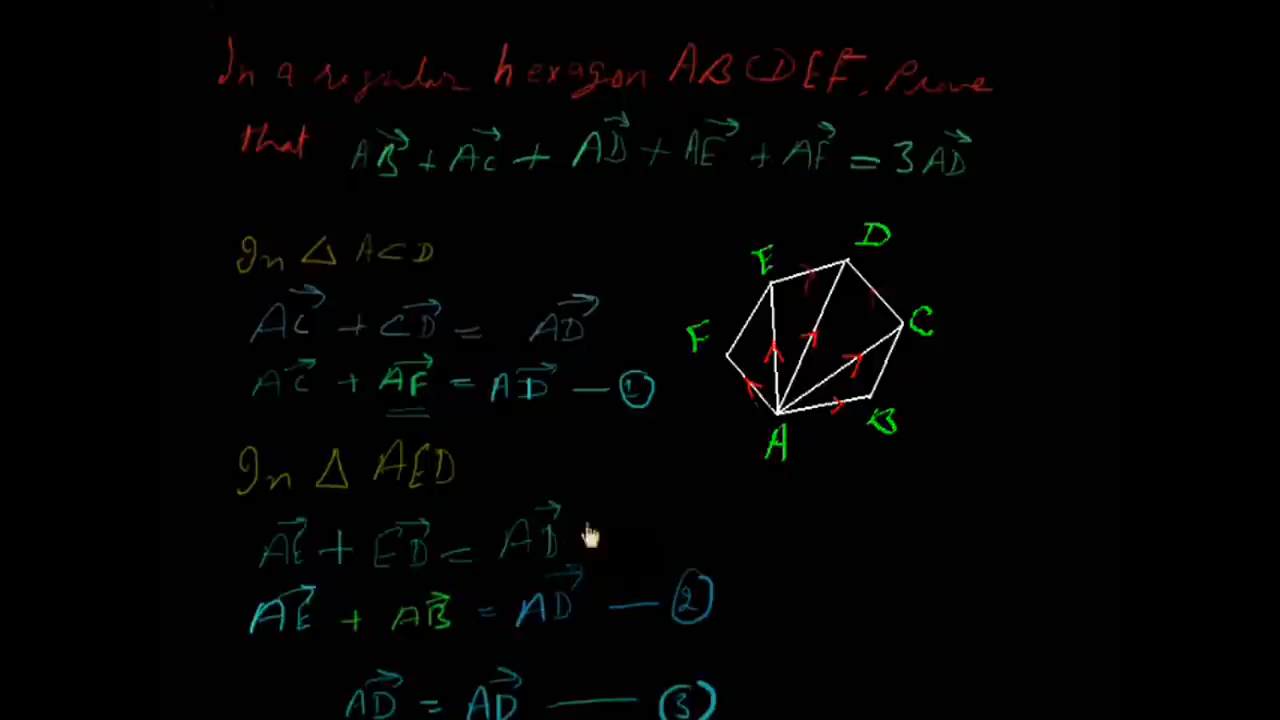 In a regular hexagon ABCDEF, Prove
that AB→ + AC→ + AD→ + AE→ + AF→ = 3AD→
In △ ACD
AC→ + CD→ = AD→
AC→ + AF→ = AD→ — ①
In △ AED
AE→ + ED→ = AD→
AE→ + AB→ = AD→ — ②
AD→ = AD→ — ③
D
E
C
F
B
A